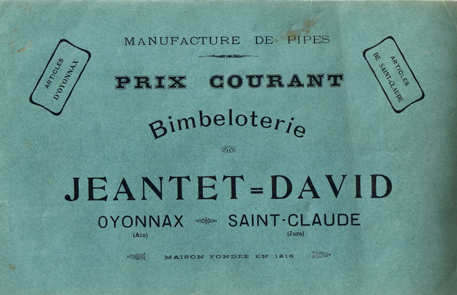 MANUFACTURE DE PIPES
ARTICLES
D'OYONNAX
ARTICLES
DE SAINT-CLAUDE
PRIX COURANT
Bimbeloterie
JEANTET=DAVID
OYONNAX SAINT-CLAUDE
(Ain) (Jura)
MAISON FONDÉE EN 1816